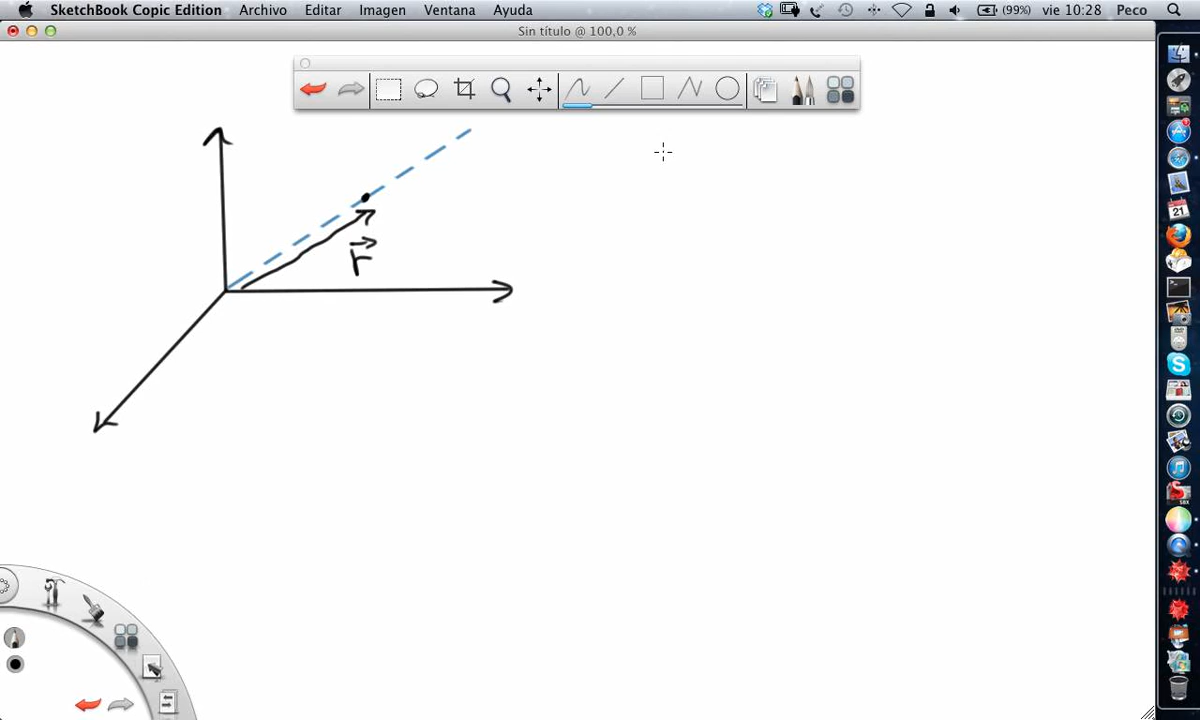 SketchBook Copic Edition Archivo Editar Imagen Ventana Ayuda (99%) vie 10:28 Peco
Sin título @ 100,0 %
r
21